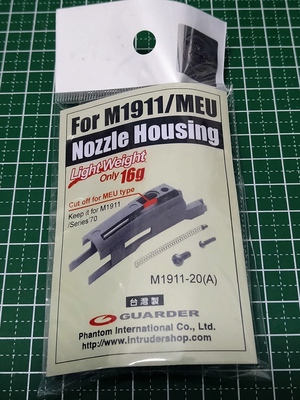 For M1911/MEU
Nozzle Housing
Light Weight
Only 16g
Cut off for MEU type
Keep it for M1911
/Series'70
M1911-20(A)
台灣製
GUARDER
Phantom International Co., Ltd.
http://www.intrudershop.com